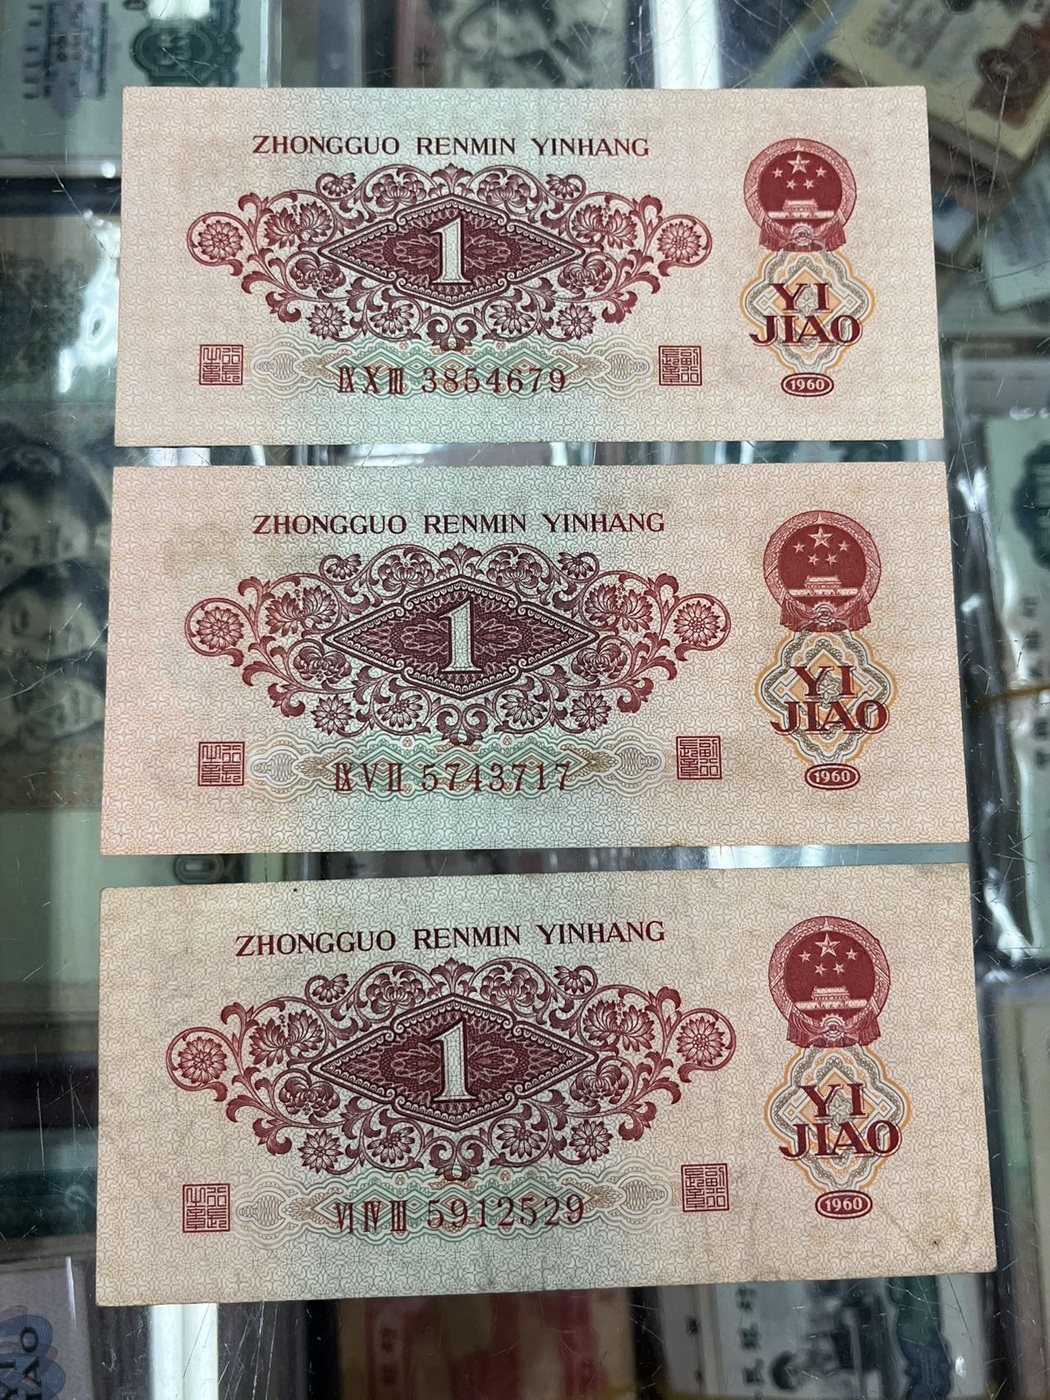 ZHONGGUO RENMIN YINHANG
1
YI
JIAO
ⅨⅩⅢ 3854679
1960
ZHONGGUO RENMIN YINHANG
1
YI
JIAO
ⅨⅤⅡ 5743717
1960
ZHONGGUO RENMIN YINHANG
1
YI
JIAO
ⅥⅣⅢ 5912529
1960